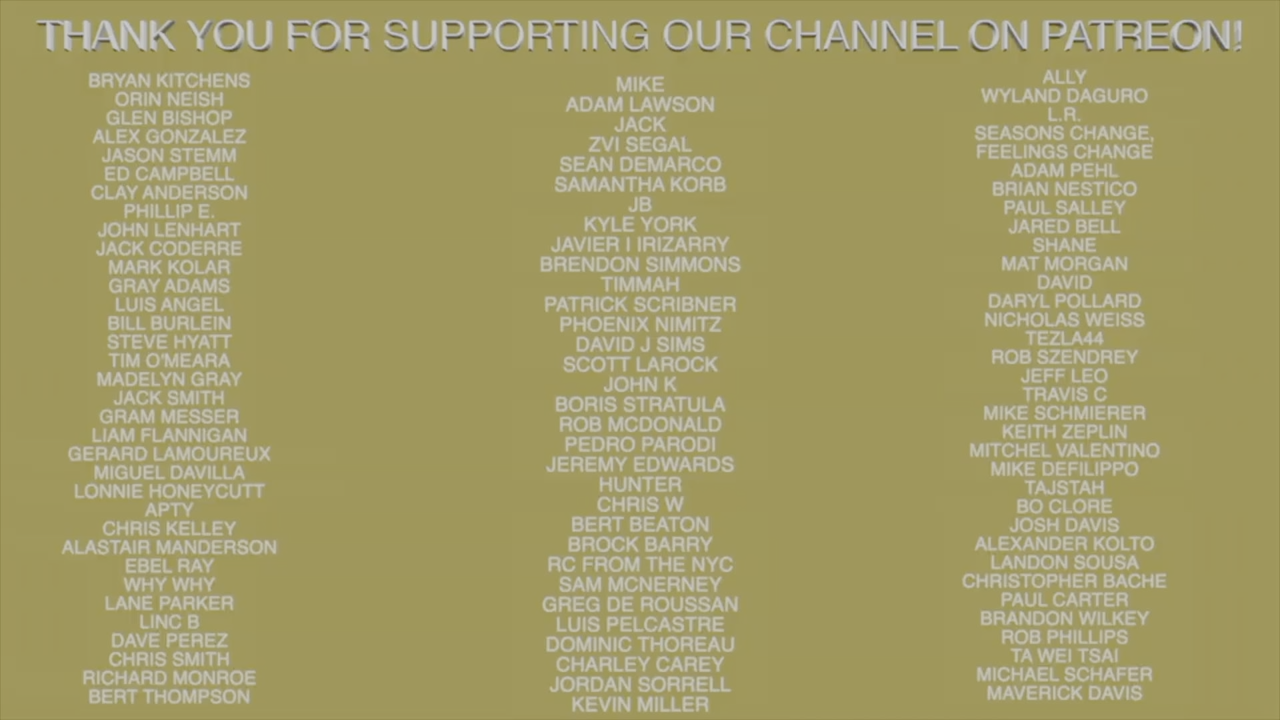 THANK YOU FOR SUPPORTING OUR CHANNEL ON PATREON!
BRYAN KITCHENS
ORIN NEISH
GLEN BISHOP
ALEX GONZALEZ
JASON STEMM
ED CAMPBELL
CLAY ANDERSON
PHILLIP E.
JOHN LENHART
JACK CODERRE
MARK KOLAR
GRAY ADAMS
LUIS ANGEL
BILL BURLEIN
STEVE HYATT
TIM O'MEARA
MADELYN GRAY
JACK SMITH
GRAM MESSER
LIAM FLANNIGAN
GERARD LAMOUREUX
MIGUEL DAVILLA
LONNIE HONEYCUTT
APTY
CHRIS KELLEY
ALASTAIR MANDERSON
EBEL RAY
WHY WHY
LANE PARKER
LINC B
DAVE PEREZ
CHRIS SMITH
RICHARD MONROE
BERT THOMPSON
MIKE
ADAM LAWSON
JACK
ZVI SEGAL
SEAN DEMARCO
SAMANTHA KORB
JB
KYLE YORK
JAVIER I IRIZARRY
BRENDON SIMMONS
TIMMAH
PATRICK SCRIBNER
PHOENIX NIMITZ
DAVID J SIMS
SCOTT LAROCK
JOHN K
BORIS STRATULA
ROB MCDONALD
PEDRO PARODI
JEREMY EDWARDS
HUNTER
CHRIS W
BERT BEATON
BROCK BARRY
RC FROM THE NYC
SAM MCNERNEY
GREG DE ROUSSAN
LUIS PELCASTRE
DOMINIC THOREAU
CHARLEY CAREY
JORDAN SORRELL
KEVIN MILLER
ALLY
WYLAND DAGURO
L.R.
SEASONS CHANGE,
FEELINGS CHANGE
ADAM PEHL
BRIAN NESTICO
PAUL SALLEY
JARED BELL
SHANE
MAT MORGAN
DAVID
DARYL POLLARD
NICHOLAS WEISS
TEZLA44
ROB SZENDREY
JEFF LEO
TRAVIS C
MIKE SCHMIERER
KEITH ZEPLIN
MITCHEL VALENTINO
MIKE DEFILIPPO
TAJSTAH
BO CLORE
JOSH DAVIS
ALEXANDER KOLTO
LANDON SOUSA
CHRISTOPHER BACHE
PAUL CARTER
BRANDON WILKEY
ROB PHILLIPS
TA WEI TSAI
MICHAEL SCHAFER
MAVERICK DAVIS